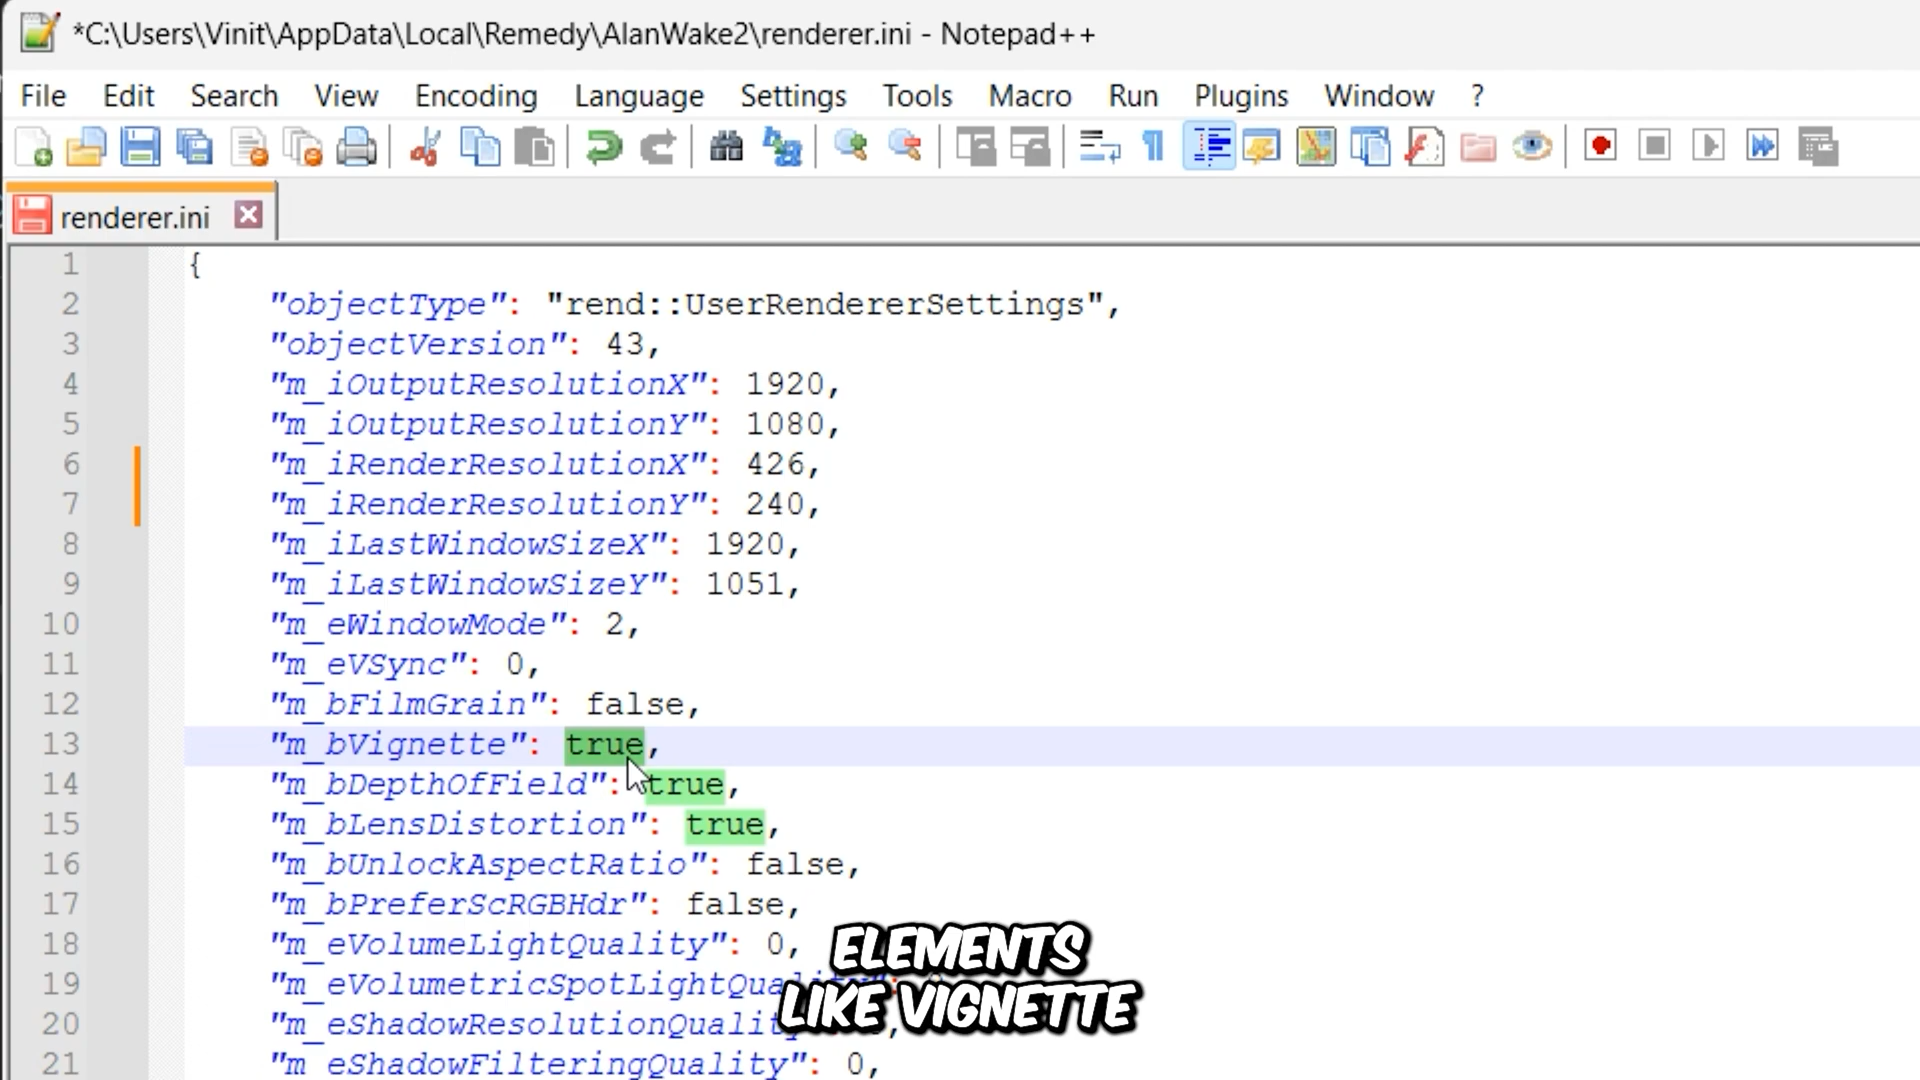 *C:\Users\Vinit\AppData\Local\Remedy\AlanWake2\renderer.ini - Notepad++
File Edit Search View Encoding Language Settings Tools Macro Run Plugins Window ?
renderer.ini
1 {
2 "objectType": "rend::UserRendererSettings",
3 "objectVersion": 43,
4 "m_iOutputResolutionX": 1920,
5 "m_iOutputResolutionY": 1080,
6 "m_iRenderResolutionX": 426,
7 "m_iRenderResolutionY": 240,
8 "m_iLastWindowSizeX": 1920,
9 "m_iLastWindowSizeY": 1051,
10 "m_eWindowMode": 2,
11 "m_eVSync": 0,
12 "m_bFilmGrain": false,
13 "m_bVignette": true,
14 "m_bDepthOfField": true,
15 "m_bLensDistortion": true,
16 "m_bUnlockAspectRatio": false,
17 "m_bPreferScRGBHdr": false,
18 "m_eVolumeLightQuality": 0,
19 "m_eVolumetricSpotLightQua
20 "m_eShadowResolutionQualit
21 "m_eShadowFilteringQuality": 0,
ELEMENTS
LIKE VIGNETTE